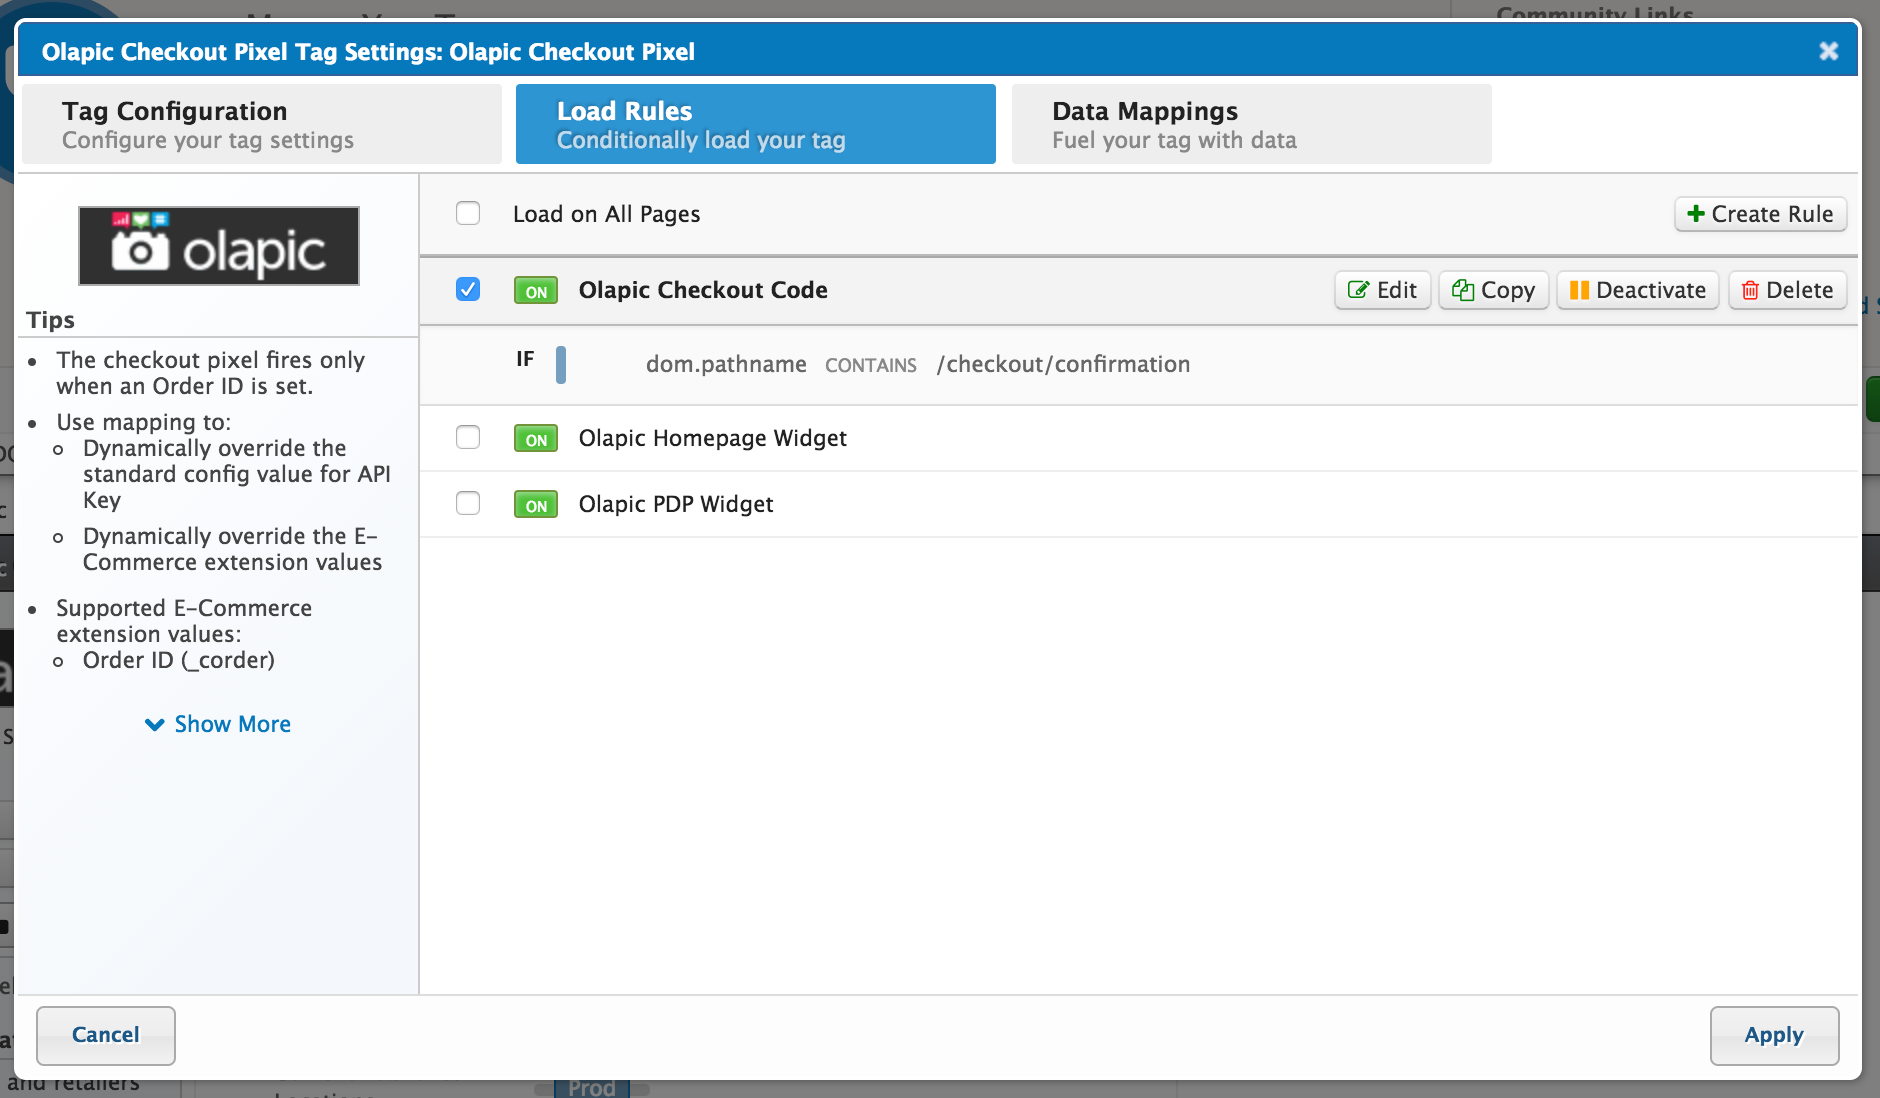 Community Links
Olapic Checkout Pixel Tag Settings: Olapic Checkout Pixel
Tag Configuration
Configure your tag settings
Load Rules
Conditionally load your tag
Data Mappings
Fuel your tag with data
olapic
Tips
• The checkout pixel fires only
when an Order ID is set.
• Use mapping to:
Dynamically override the
standard config value for API
Key
Dynamically override the E-
Commerce extension values
• Supported E-Commerce
extension values:
Order ID (_corder)
Show More
Load on All Pages
Create Rule
ON Olapic Checkout Code
Edit Copy Deactivate Delete
IF dom.pathname CONTAINS /checkout/confirmation
ON Olapic Homepage Widget
ON Olapic PDP Widget
Cancel
Apply
and retailers
Prod